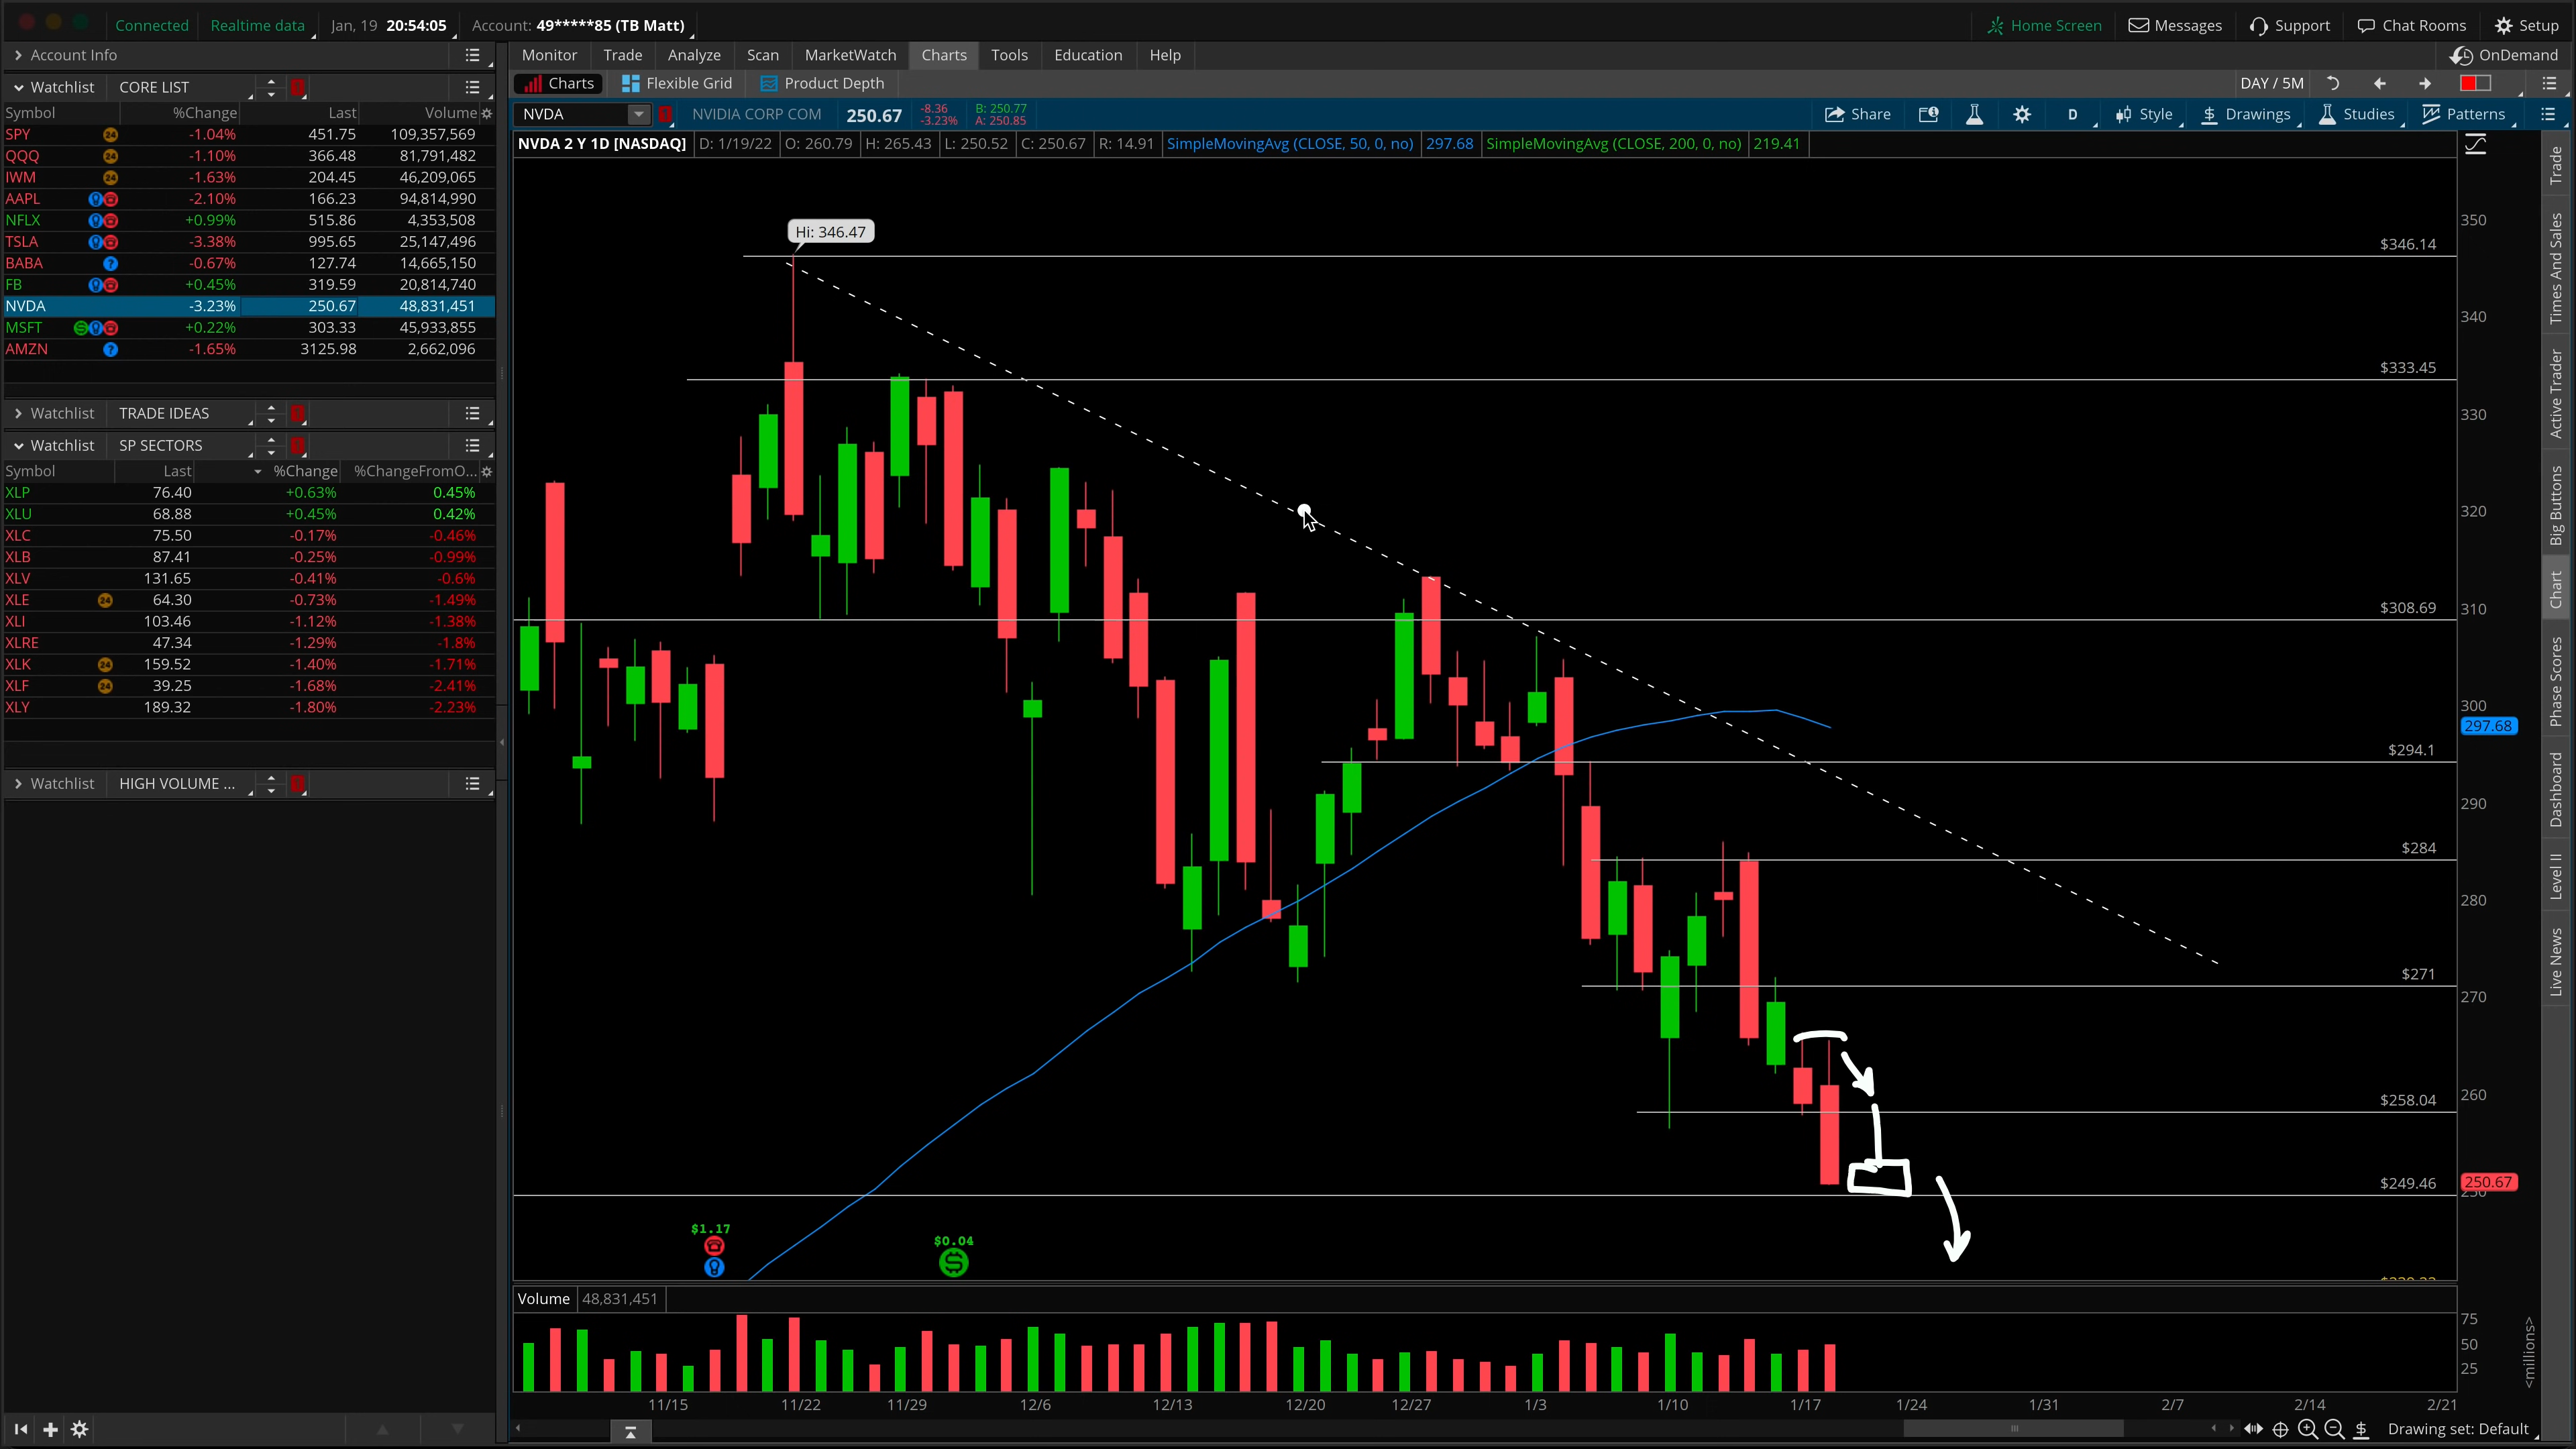 Connected Realtime data Jan, 19 20:54:05 Account: 49*****85 (TB Matt) Home Screen Messages Support Chat Rooms Setup
Account Info Monitor Trade Analyze Scan MarketWatch Charts Tools Education Help OnDemand
Watchlist CORE LIST Charts Flexible Grid Product Depth DAY / 5M
Symbol %Change Last Volume
NVDA NVIDIA CORP COM 250.67 -8.36 -3.23% B: 250.77 A: 250.85 Share D Style Drawings Studies Patterns
NVDA 2 Y 1D [NASDAQ] D: 1/19/22 O: 260.79 H: 265.43 L: 250.52 C: 250.67 R: 14.91 SimpleMovingAvg (CLOSE, 50, 0, no) 297.68 SimpleMovingAvg (CLOSE, 200, 0, no) 219.41
SPY 24 -1.04% 451.75 109,357,569
QQQ 24 -1.10% 366.48 81,791,482
IWM 24 -1.63% 204.45 46,209,065
AAPL -2.10% 166.23 94,814,990
NFLX +0.99% 515.86 4,353,508
TSLA -3.38% 995.65 25,147,496
BABA ? -0.67% 127.74 14,665,150
FB +0.45% 319.59 20,814,740
NVDA -3.23% 250.67 48,831,451
MSFT +0.22% 303.33 45,933,855
AMZN ? -1.65% 3125.98 2,662,096
Watchlist TRADE IDEAS
Watchlist SP SECTORS
Symbol Last %Change %ChangeFromO...
XLP 76.40 +0.63% 0.45%
XLU 68.88 +0.45% 0.42%
XLC 75.50 -0.17% -0.46%
XLB 87.41 -0.25% -0.99%
XLV 131.65 -0.41% -0.6%
XLE 24 64.30 -0.73% -1.49%
XLI 103.46 -1.12% -1.38%
XLRE 47.34 -1.29% -1.8%
XLK 24 159.52 -1.40% -1.71%
XLF 24 39.25 -1.68% -2.41%
XLY 189.32 -1.80% -2.23%
Watchlist HIGH VOLUME ...
Hi: 346.47
$346.14
$333.45
$308.69
$294.1
$284
$271
$258.04
$249.46
350
340
330
320
310
300
297.68
290
280
270
260
250.67
250
$1.17
$0.04
Volume 48,831,451
75
50
25
<millions>
11/15 11/22 11/29 12/6 12/13 12/20 12/27 1/3 1/10 1/17 1/24 1/31 2/7 2/14 2/21
Drawing set: Default
Trade
Times And Sales
Active Trader
Big Buttons
Chart
Phase Scores
Dashboard
Level II
Live News